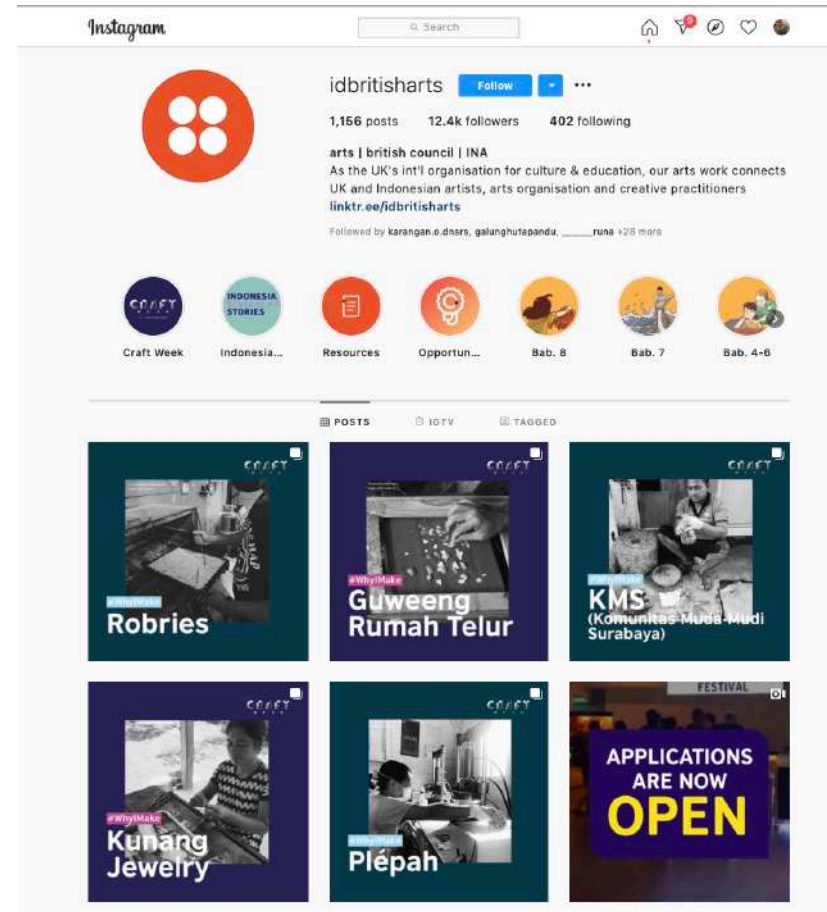 Instagram
Search
9
idbritisharts Follow
1,156 posts 12.4k followers 402 following
arts | british council | INA
As the UK's int'l organisation for culture & education, our arts work connects
UK and Indonesian artists, arts organisation and creative practitioners
linktr.ee/idbritisharts
Followed by karangan.o.dnsrs, galunghutapandu, ______runa +28 more
CRAFT
INDONESIA
STORIES
Craft Week Indonesia... Resources Opportun... Bab. 8 Bab. 7 Bab. 4-6
POSTS IGTV TAGGED
CRAFT
#WhyIMake
Robries
CRAFT
#WhyIMake
Guweeng
Rumah Telur
CRAFT
#WhyIMake
KMS
(Komunitas Muda-Mudi
Surabaya)
CRAFT
#WhyIMake
Kunang
Jewelry
CRAFT
#WhyIMake
Plépah
FESTIVAL
APPLICATIONS
ARE NOW
OPEN